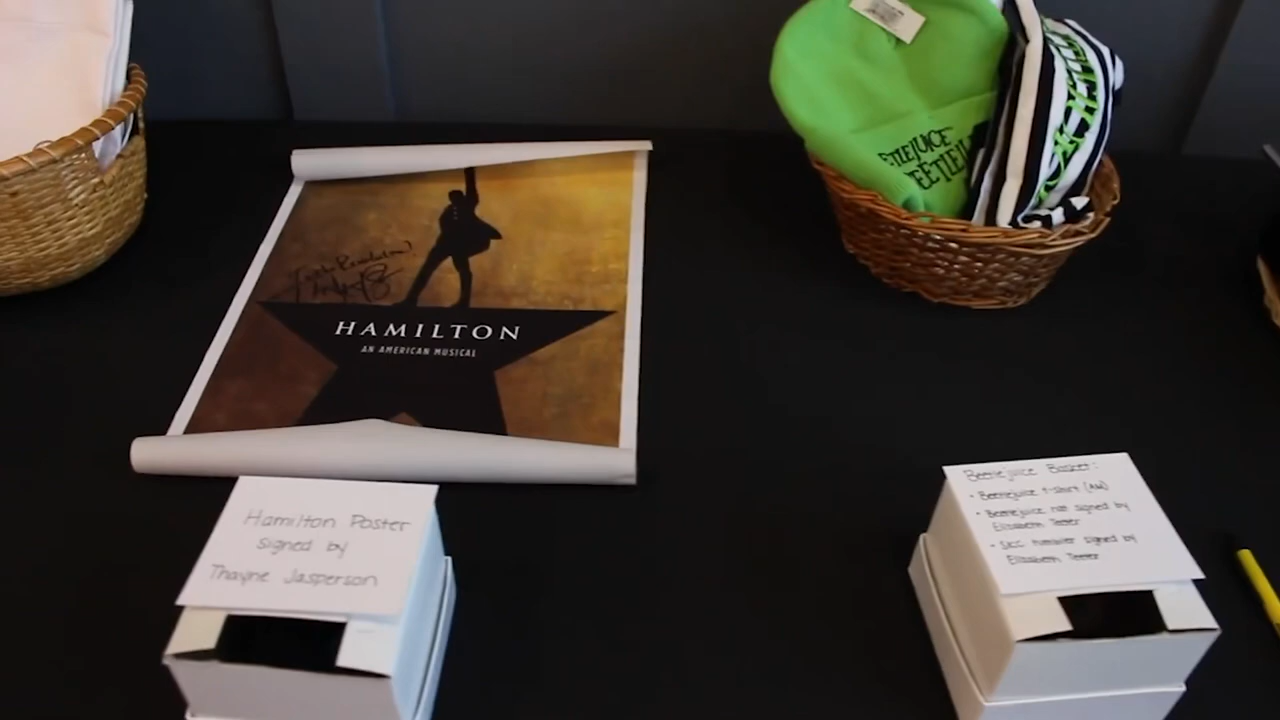 BEETLEJUICE
HAMILTON
AN AMERICAN MUSICAL
Hamilton Poster
signed by
Thayne Jasperson
Beetlejuice Basket:
• Beetlejuice t-shirt
• Beetlejuice hat signed by
Elizabeth Teeter
tumbler signed by
Elizabeth Teeter